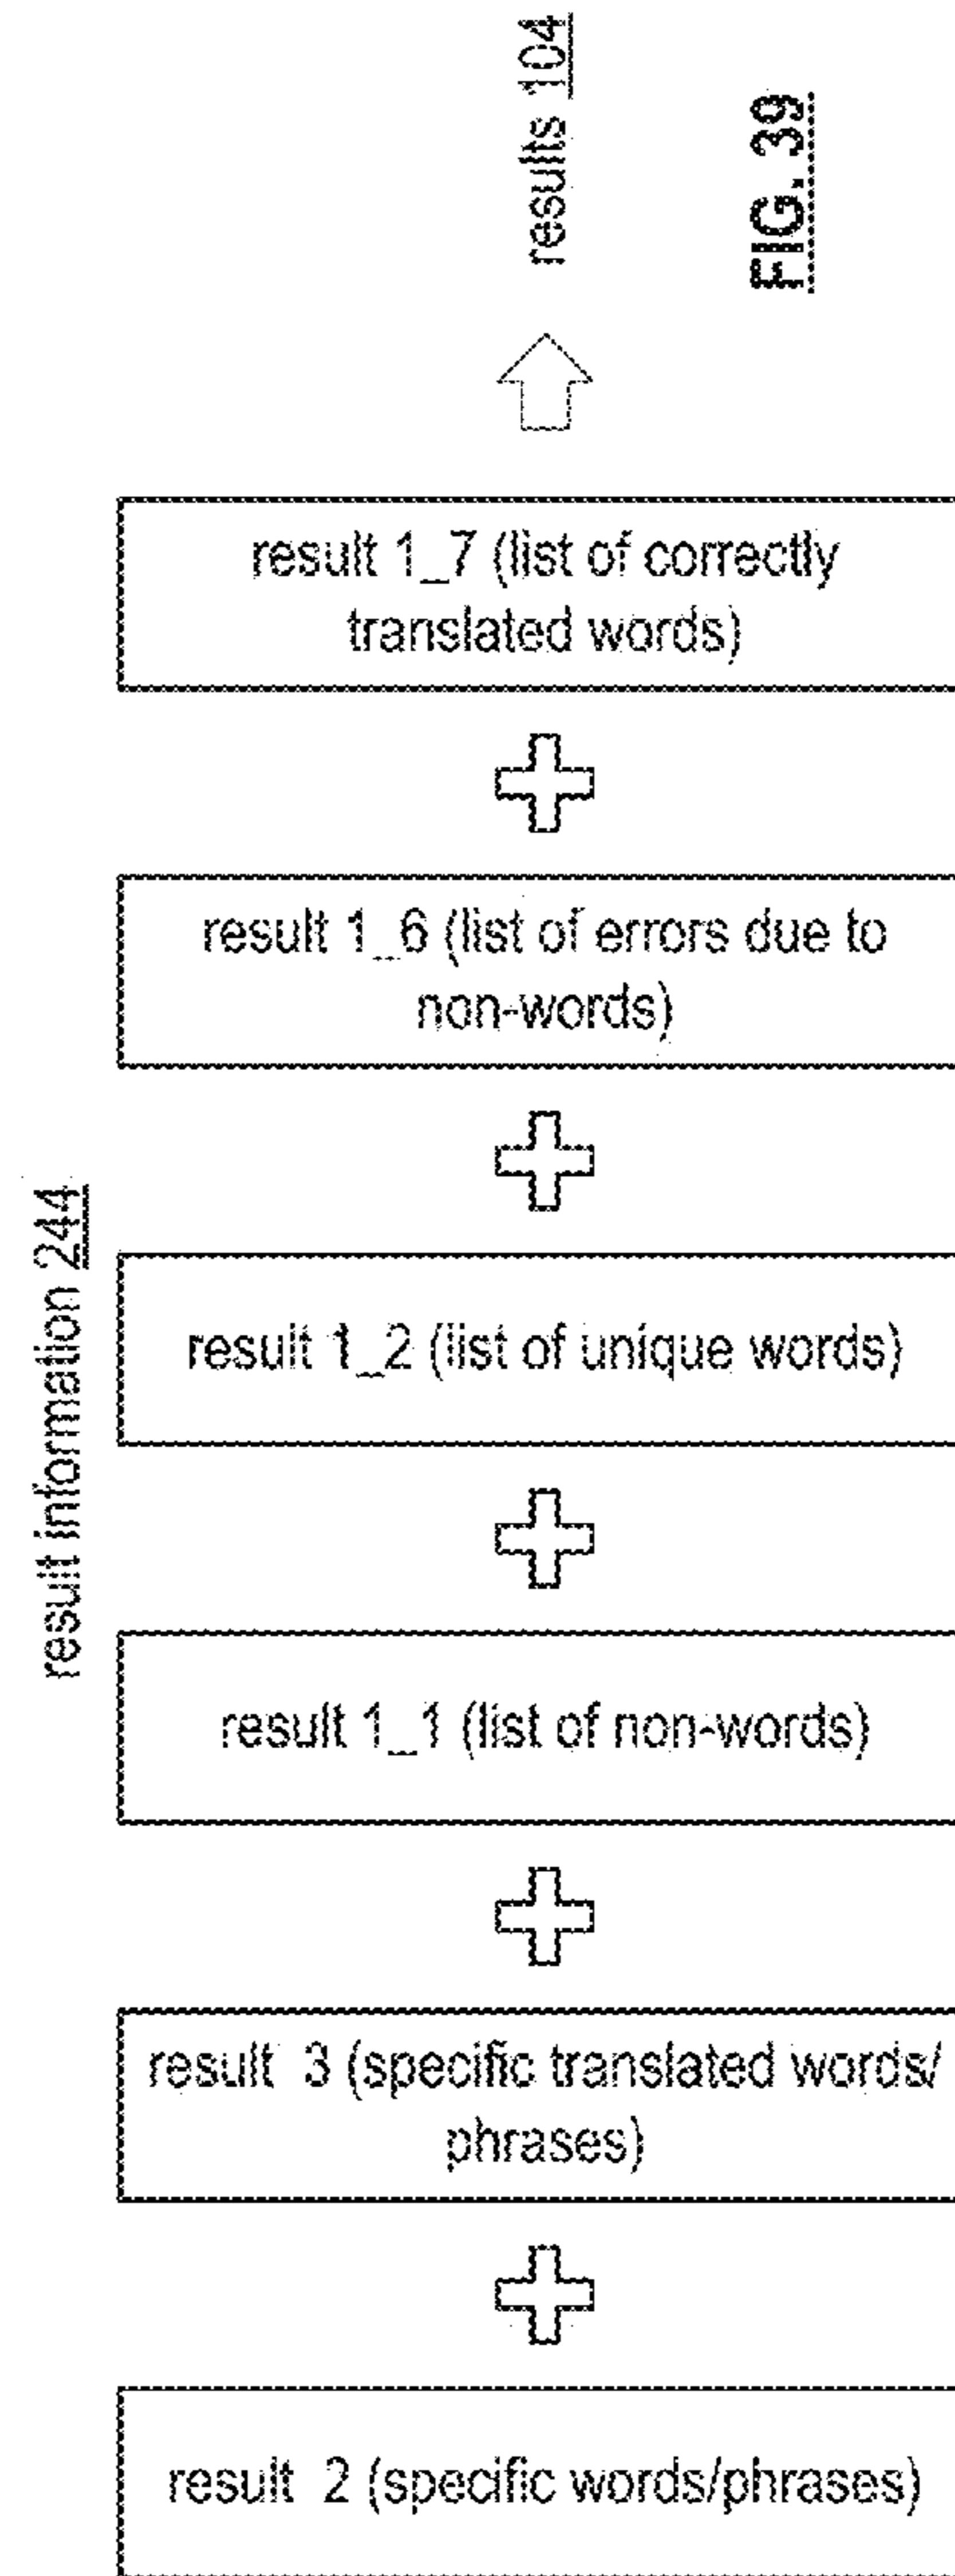 results 104
FIG. 39
result 1_7 (list of correctly
translated words)
result 1_6 (list of errors due to
non-words)
result information 244
result 1_2 (list of unique words)
result 1_1 (list of non-words)
result 3 (specific translated words/
phrases)
result 2 (specific words/phrases)